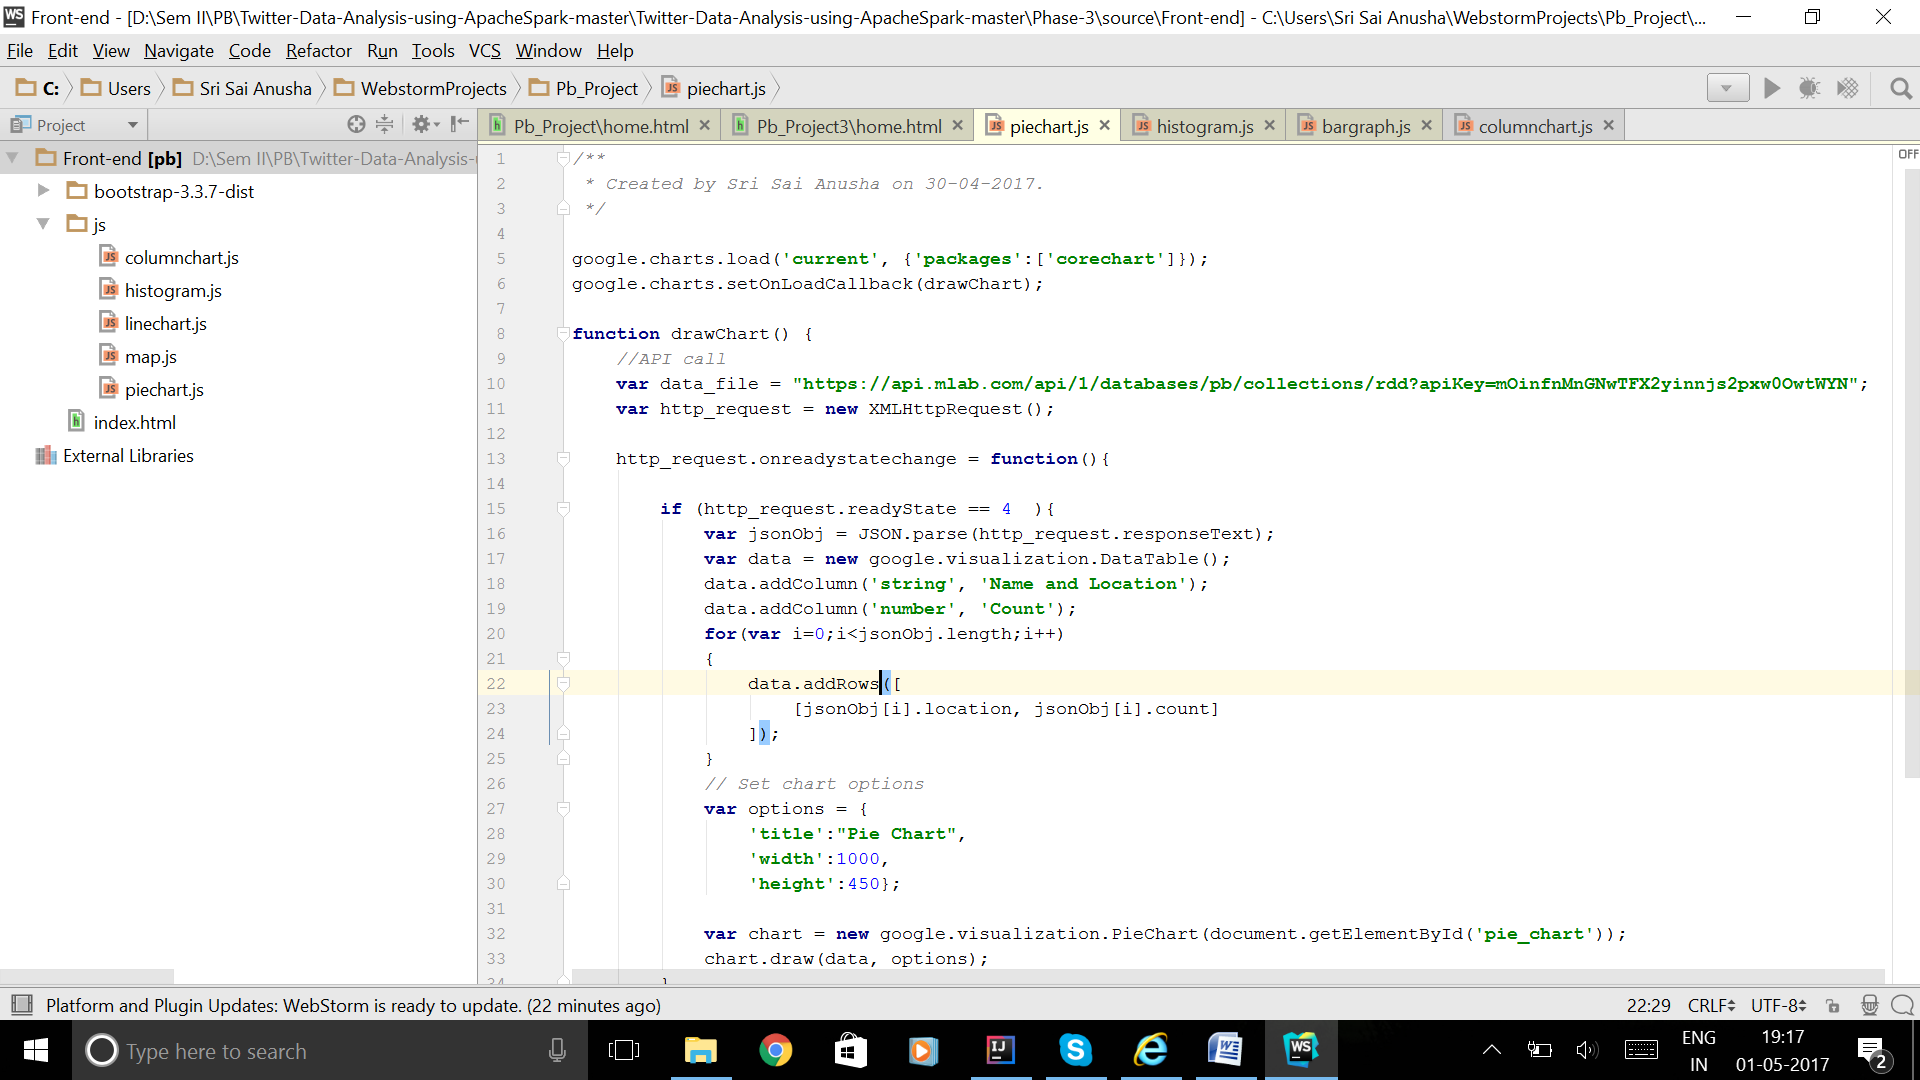 WS Front-end - [D:\Sem II\PB\Twitter-Data-Analysis-using-ApacheSpark-master\Twitter-Data-Analysis-using-ApacheSpark-master\Phase-3\source\Front-end] - C:\Users\Sri Sai Anusha\WebstormProjects\Pb_Project\...
File Edit View Navigate Code Refactor Run Tools VCS Window Help
C: Users Sri Sai Anusha WebstormProjects Pb_Project piechart.js
Project
Pb_Project\home.html Pb_Project3\home.html piechart.js histogram.js bargraph.js columnchart.js
Front-end [pb] D:\Sem II\PB\Twitter-Data-Analysis-
bootstrap-3.3.7-dist
js
columnchart.js
histogram.js
linechart.js
map.js
piechart.js
index.html
External Libraries
OFF
1 /**
2 * Created by Sri Sai Anusha on 30-04-2017.
3 */
4
5 google.charts.load('current', {'packages':['corechart']});
6 google.charts.setOnLoadCallback(drawChart);
7
8 function drawChart() {
9 //API call
10 var data_file = "https://api.mlab.com/api/1/databases/pb/collections/rdd?apiKey=mOinfnMnGNwTFX2yinnjs2pxw0OwtWYN";
11 var http_request = new XMLHttpRequest();
12
13 http_request.onreadystatechange = function(){
14
15 if (http_request.readyState == 4  ){
16 var jsonObj = JSON.parse(http_request.responseText);
17 var data = new google.visualization.DataTable();
18 data.addColumn('string', 'Name and Location');
19 data.addColumn('number', 'Count');
20 for(var i=0;i<jsonObj.length;i++)
21 {
22 data.addRows([
23 [jsonObj[i].location, jsonObj[i].count]
24 ]);
25 }
26 // Set chart options
27 var options = {
28 'title':"Pie Chart",
29 'width':1000,
30 'height':450};
31
32 var chart = new google.visualization.PieChart(document.getElementById('pie_chart'));
33 chart.draw(data, options);
34 }
Platform and Plugin Updates: WebStorm is ready to update. (22 minutes ago)
22:29 CRLF UTF-8
Type here to search
IJ
WS
ENG
IN
19:17
01-05-2017
2